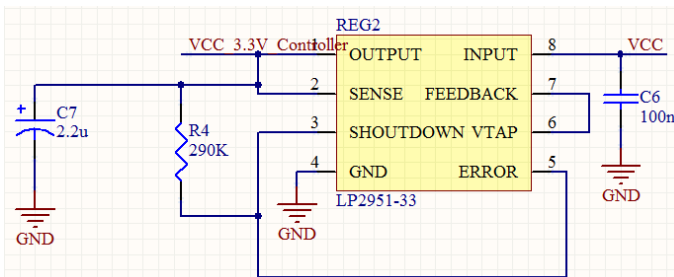 REG2
VCC 3.3V Controller
1 OUTPUT INPUT 8 VCC
2 SENSE FEEDBACK 7
3 SHOUTDOWN VTAP 6
4 GND ERROR 5
LP2951-33
+
C7
2.2u
R4
290K
C6
100n
GND
GND
GND